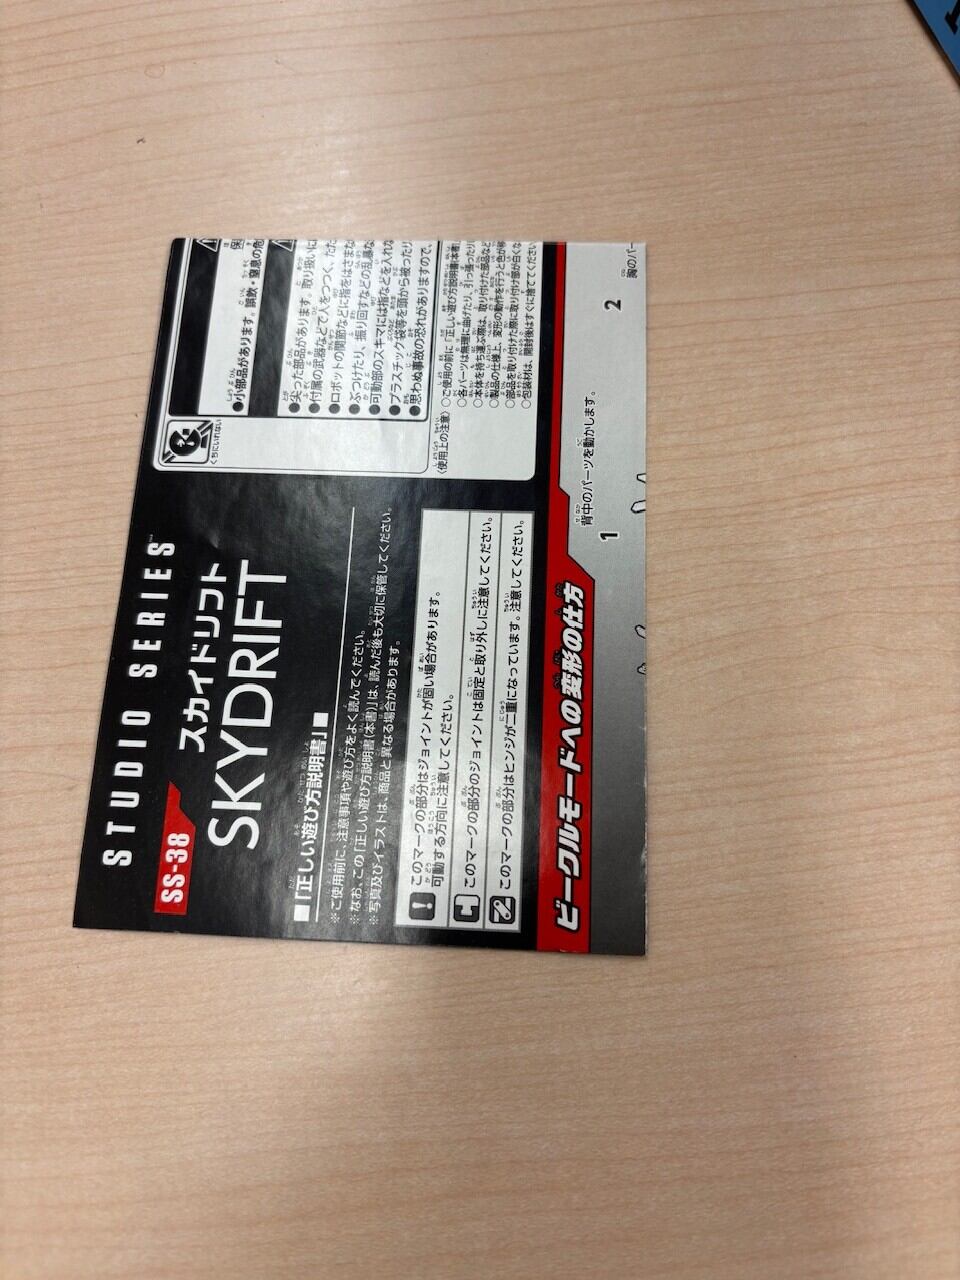 STUDIO SERIES
SS-38
スカイドリフト
SKYDRIFT
■「正しい遊び方説明書」■
※ご使用前に、注意事項や遊び方をよく読んでください。
※なお、この「正しい遊び方説明書(本書)」は、読んだ後も大切に保管してください。
※写真及びイラストは、商品と異なる場合があります。
このマークの部分はジョイントが固い場合があります。
可動する方向に注意してください。
このマークの部分のジョイントは固定と取り外しに注意してください。
このマークの部分はヒンジが二重になっています。注意してください。
くちにいれない
●小部品があります。誤飲・窒息の危
●尖った部品があります。取り扱いに
●付属の武器などで人をつつく、たた
●ロボットの関節などに指をはさまな
●ぶつけたり、振り回すなどの乱暴な
●可動部のスキマには指などを入れな
●プラスチック袋等を頭から被ったり
●思わぬ事故の恐れがありますので、
〈使用上の注意〉
○ご使用の前に「正しい遊び方説明書(本書)
○各パーツは無理に曲げたり、引っ張ったり
○本体を持ち運ぶ際は、取り付けた部品など
○製品の仕様上、変形の動作を行うと色が移
○部品を取り付けた際に取り付け部が白くな
○包装材は、開封後はすぐに捨ててください
ビークルモードへの変形の仕方
1
背中のパーツを動かします。
2
胸のパー